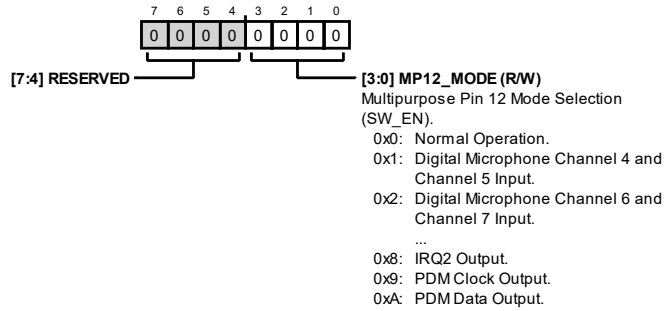 7 6 5 4 3 2 1 0
0 0 0 0 0 0 0 0
[7:4] RESERVED
[3:0] MP12_MODE (R/W)
Multipurpose Pin 12 Mode Selection
(SW_EN).
0x0: Normal Operation.
0x1: Digital Microphone Channel 4 and
Channel 5 Input.
0x2: Digital Microphone Channel 6 and
Channel 7 Input.
...
0x8: IRQ2 Output.
0x9: PDM Clock Output.
0xA: PDM Data Output.